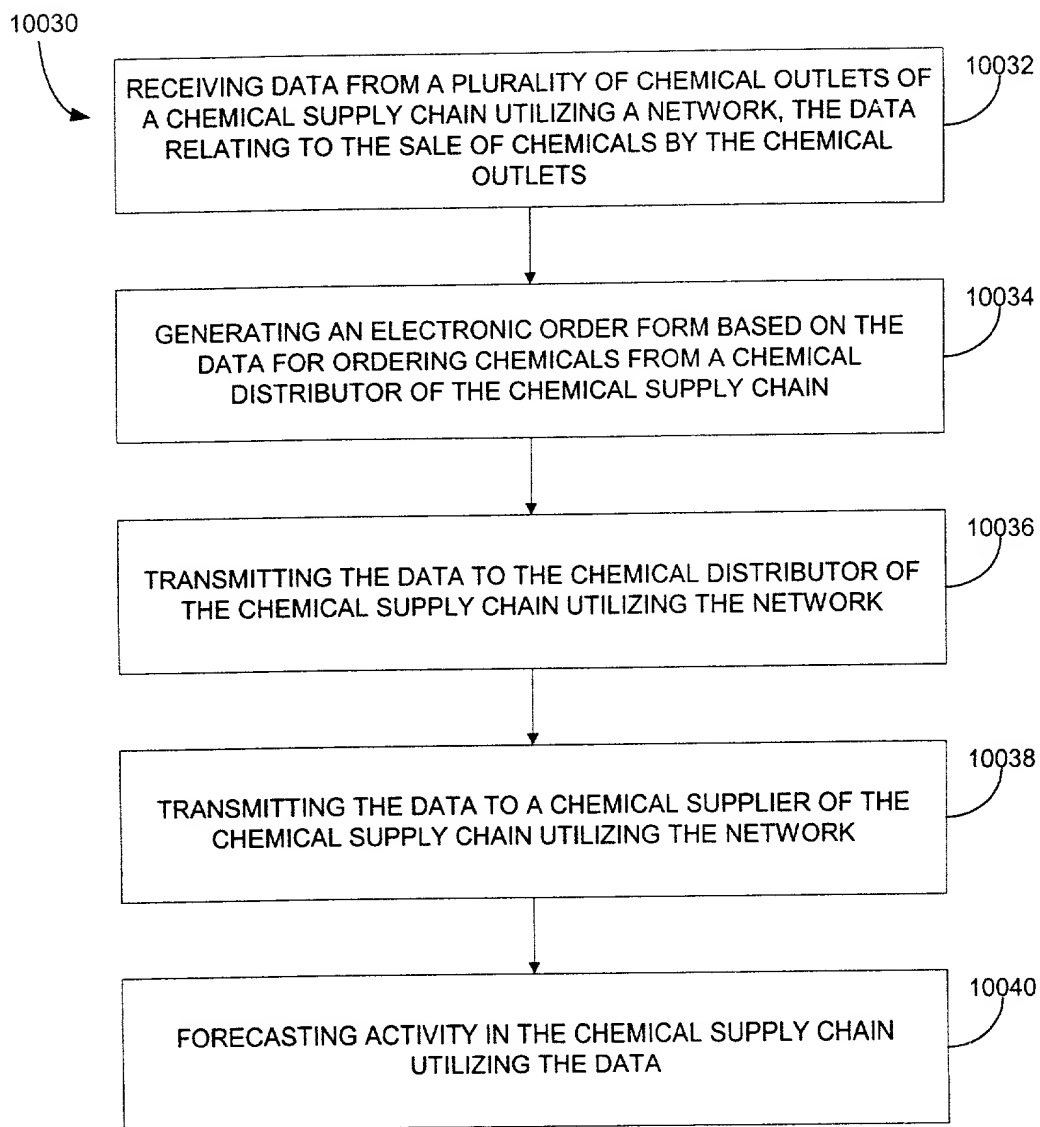 10030
RECEIVING DATA FROM A PLURALITY OF CHEMICAL OUTLETS OF
A CHEMICAL SUPPLY CHAIN UTILIZING A NETWORK, THE DATA
RELATING TO THE SALE OF CHEMICALS BY THE CHEMICAL
OUTLETS
10032
GENERATING AN ELECTRONIC ORDER FORM BASED ON THE
DATA FOR ORDERING CHEMICALS FROM A CHEMICAL
DISTRIBUTOR OF THE CHEMICAL SUPPLY CHAIN
10034
TRANSMITTING THE DATA TO THE CHEMICAL DISTRIBUTOR OF
THE CHEMICAL SUPPLY CHAIN UTILIZING THE NETWORK
10036
TRANSMITTING THE DATA TO A CHEMICAL SUPPLIER OF THE
CHEMICAL SUPPLY CHAIN UTILIZING THE NETWORK
10038
FORECASTING ACTIVITY IN THE CHEMICAL SUPPLY CHAIN
UTILIZING THE DATA
10040